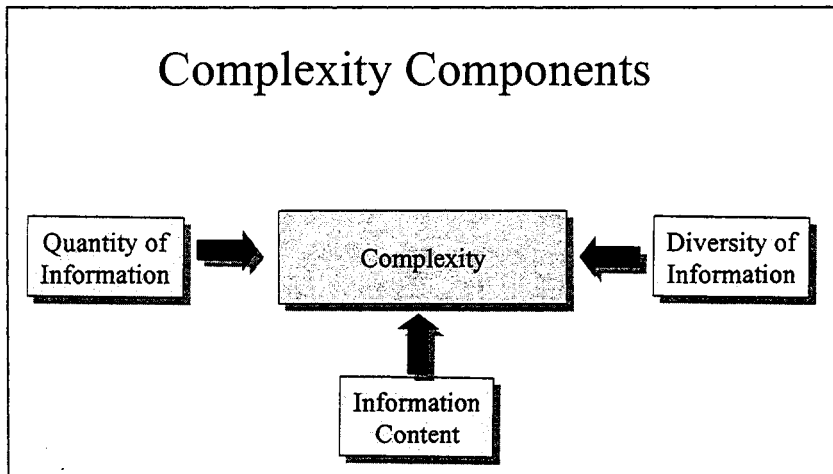 Complexity Components
Quantity of
Information
Complexity
Diversity of
Information
Information
Content